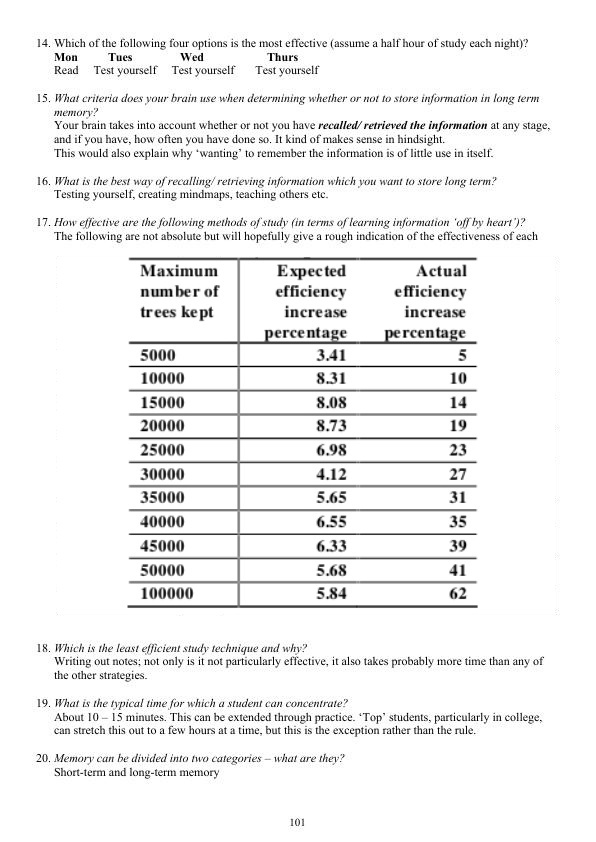 14. Which of the following four options is the most effective (assume a half hour of study each night)?
Mon Tues Wed Thurs
Read Test yourself Test yourself Test yourself
15. What criteria does your brain use when determining whether or not to store information in long term
memory?
Your brain takes into account whether or not you have recalled/ retrieved the information at any stage,
and if you have, how often you have done so. It kind of makes sense in hindsight.
This would also explain why ‘wanting’ to remember the information is of little use in itself.
16. What is the best way of recalling/ retrieving information which you want to store long term?
Testing yourself, creating mindmaps, teaching others etc.
17. How effective are the following methods of study (in terms of learning information ‘off by heart’)?
The following are not absolute but will hopefully give a rough indication of the effectiveness of each
Maximum Expected Actual
number of efficiency efficiency
trees kept increase increase
percentage percentage
5000 3.41 5
10000 8.31 10
15000 8.08 14
20000 8.73 19
25000 6.98 23
30000 4.12 27
35000 5.65 31
40000 6.55 35
45000 6.33 39
50000 5.68 41
100000 5.84 62
18. Which is the least efficient study technique and why?
Writing out notes; not only is it not particularly effective, it also takes probably more time than any of
the other strategies.
19. What is the typical time for which a student can concentrate?
About 10 – 15 minutes. This can be extended through practice. ‘Top’ students, particularly in college,
can stretch this out to a few hours at a time, but this is the exception rather than the rule.
20. Memory can be divided into two categories – what are they?
Short-term and long-term memory
101